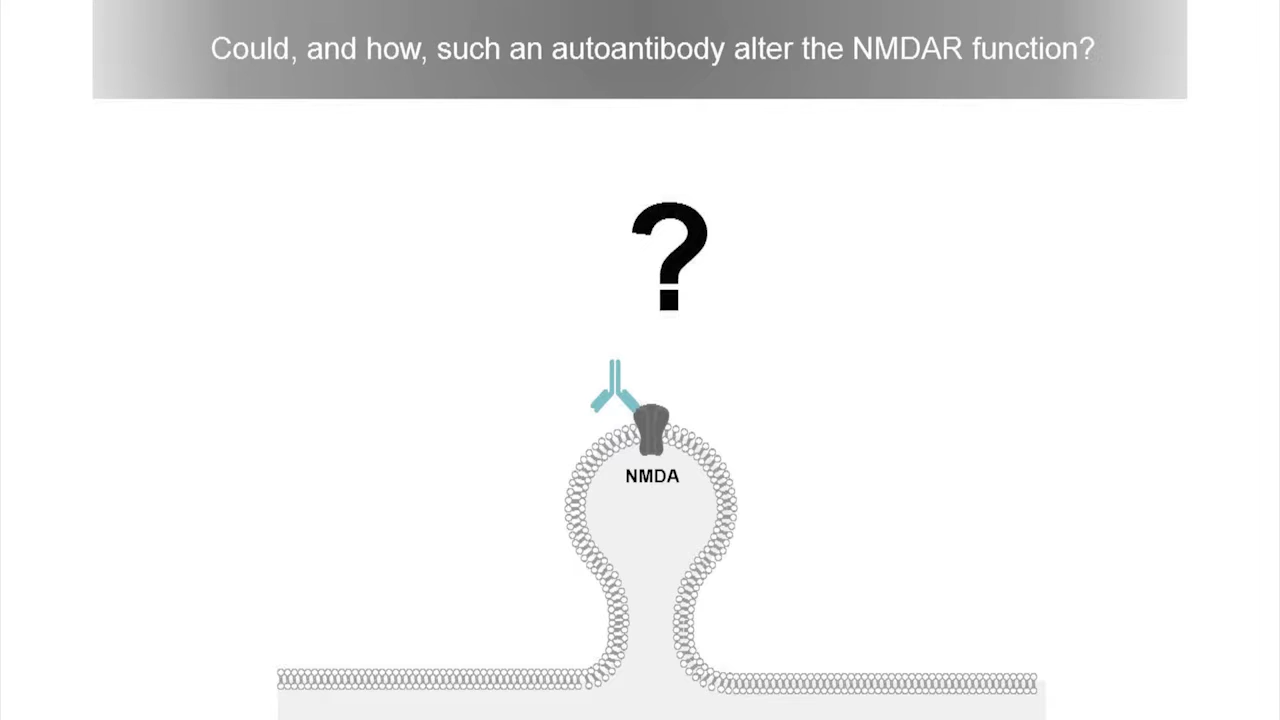 Could, and how, such an autoantibody alter the NMDAR function?
?
NMDA